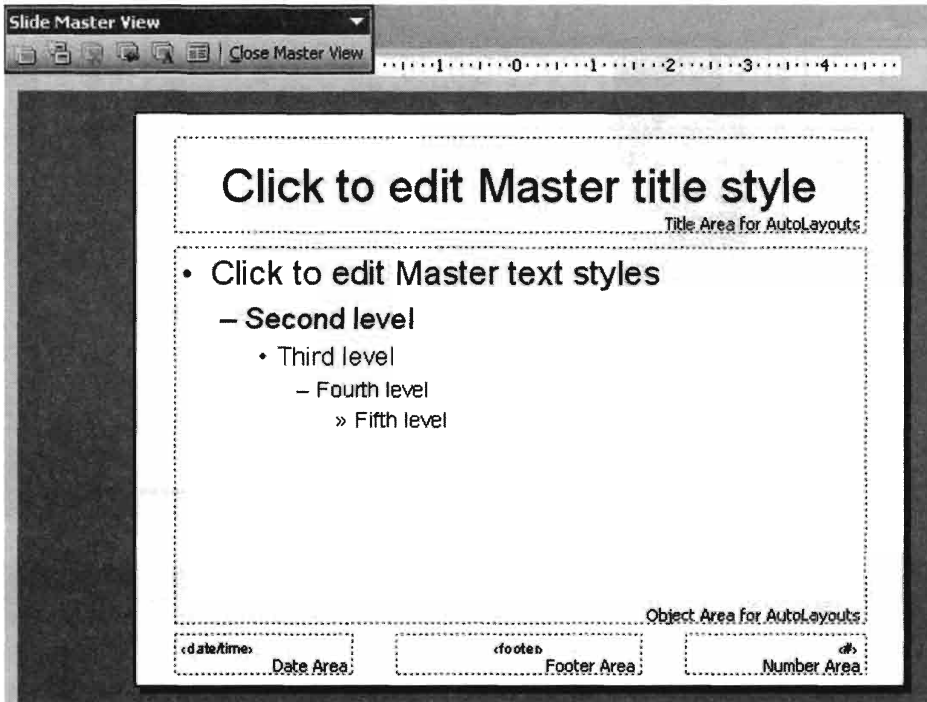 Slide Master View
Close Master View
1 0 1 2 3 4
Click to edit Master title style
Title Area for AutoLayouts
• Click to edit Master text styles
– Second level
• Third level
– Fourth level
» Fifth level
Object Area for AutoLayouts
<date/time>
Date Area
<footer>
Footer Area
<#>
Number Area